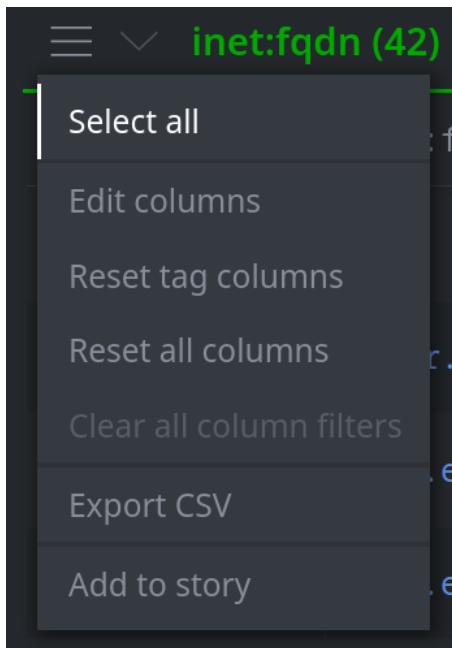 inet:fqdn (42)
Select all
: f
Edit columns
Reset tag columns
Reset all columns
r.
Clear all column filters
.e
Export CSV
Add to story
.e